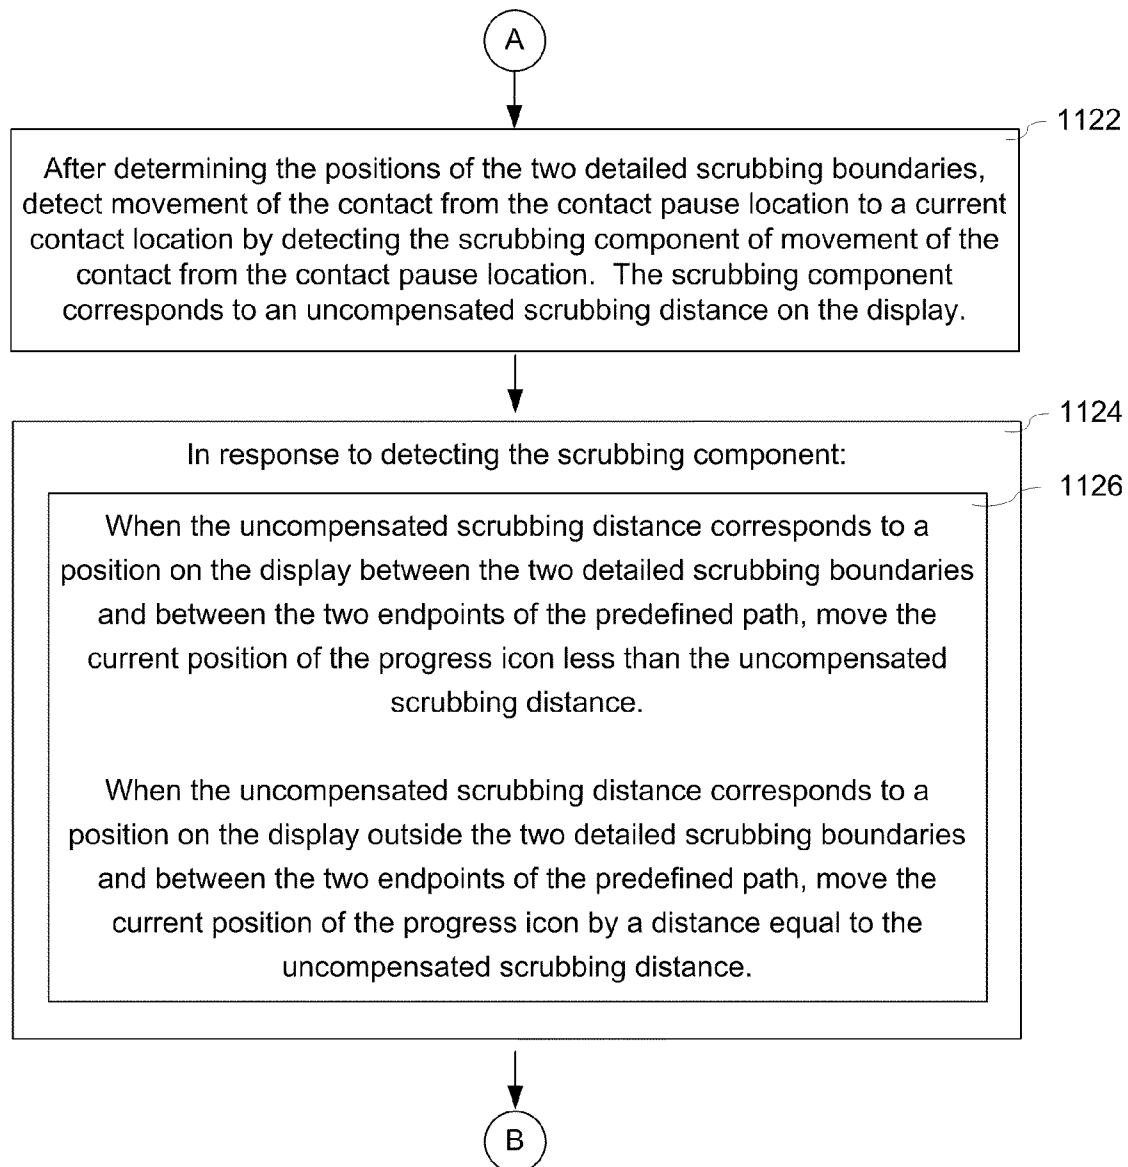 A
1122
After determining the positions of the two detailed scrubbing boundaries,
detect movement of the contact from the contact pause location to a current
contact location by detecting the scrubbing component of movement of the
contact from the contact pause location.  The scrubbing component
corresponds to an uncompensated scrubbing distance on the display.
1124
In response to detecting the scrubbing component:
1126
When the uncompensated scrubbing distance corresponds to a
position on the display between the two detailed scrubbing boundaries
and between the two endpoints of the predefined path, move the
current position of the progress icon less than the uncompensated
scrubbing distance.
When the uncompensated scrubbing distance corresponds to a
position on the display outside the two detailed scrubbing boundaries
and between the two endpoints of the predefined path, move the
current position of the progress icon by a distance equal to the
uncompensated scrubbing distance.
B